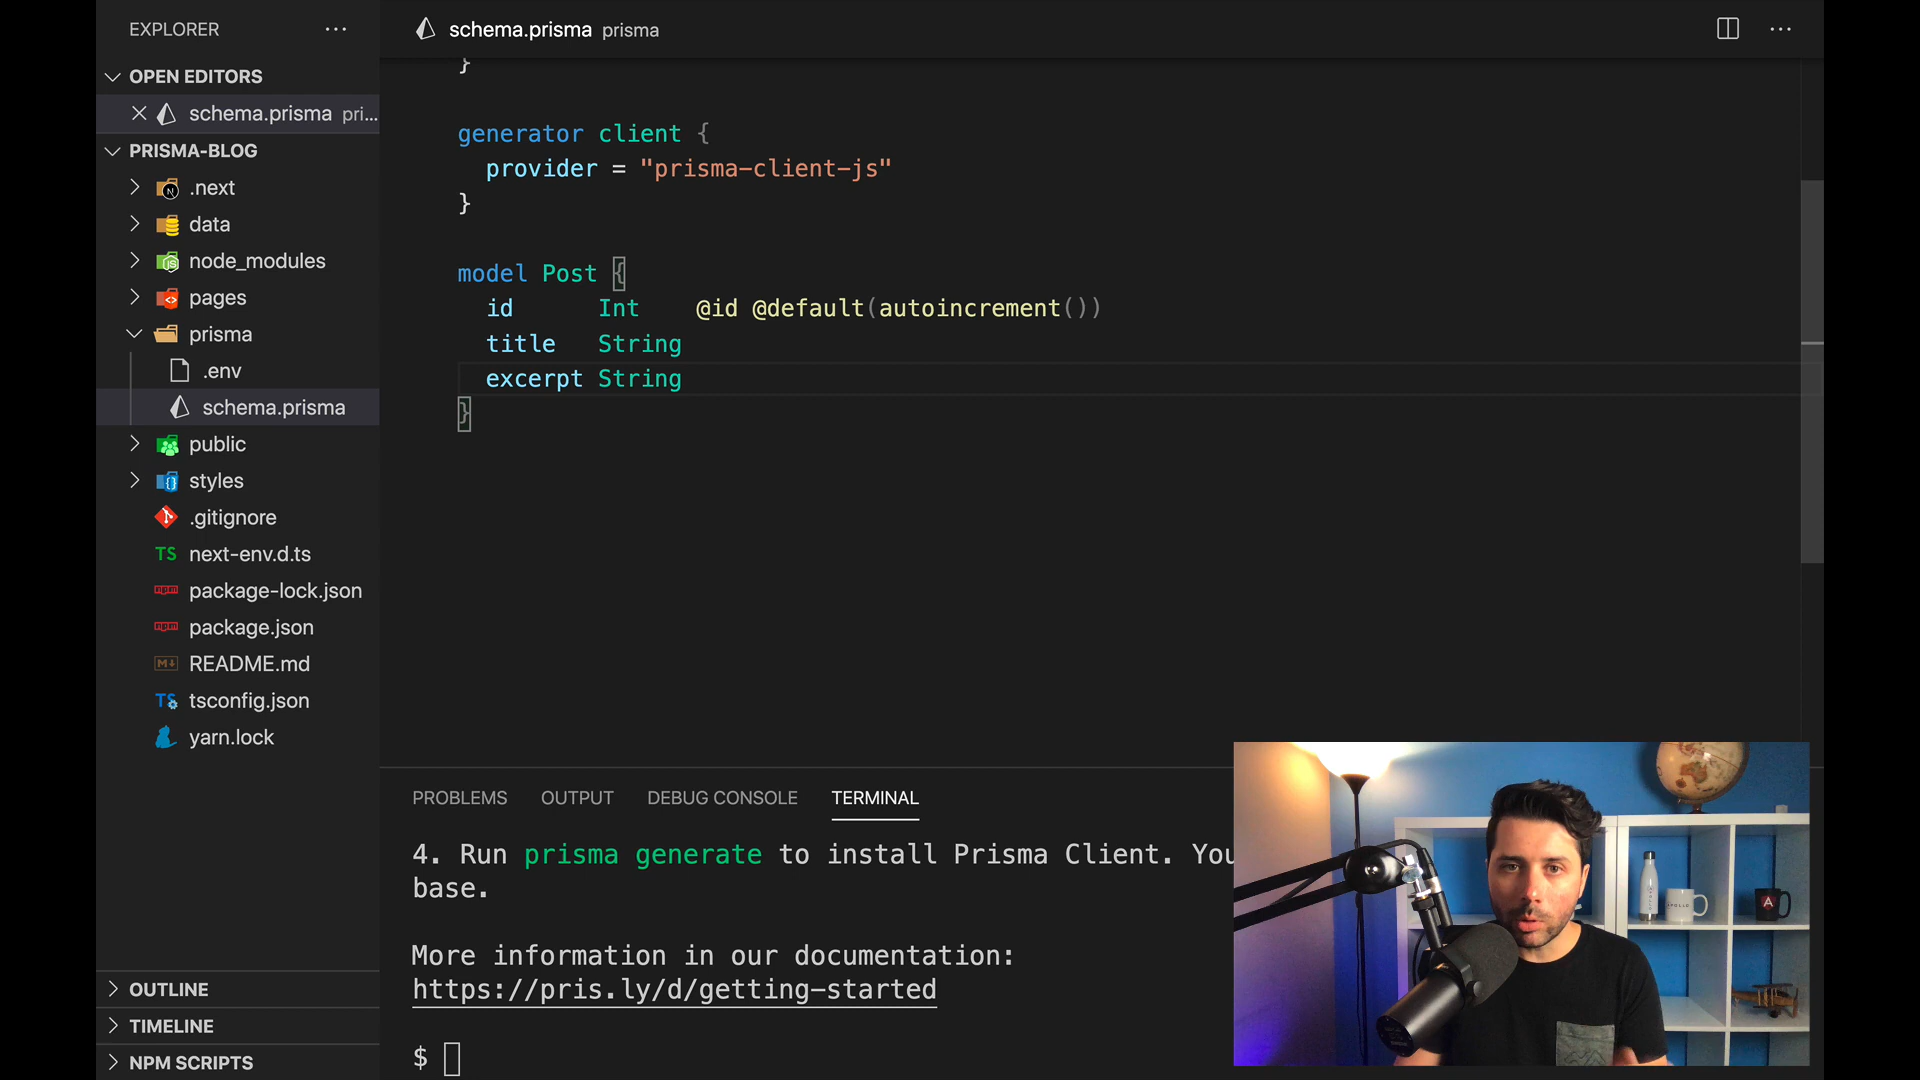 EXPLORER
OPEN EDITORS
schema.prisma pri...
PRISMA-BLOG
.next
data
node_modules
pages
prisma
.env
schema.prisma
public
styles
.gitignore
TS next-env.d.ts
package-lock.json
package.json
README.md
TS tsconfig.json
yarn.lock
OUTLINE
TIMELINE
NPM SCRIPTS
schema.prisma prisma
}
generator client {
provider = "prisma-client-js"
}
model Post {
id Int @id @default(autoincrement())
title String
excerpt String
}
PROBLEMS OUTPUT DEBUG CONSOLE TERMINAL
4. Run prisma generate to install Prisma Client. You
base.
More information in our documentation:
https://pris.ly/d/getting-started
$